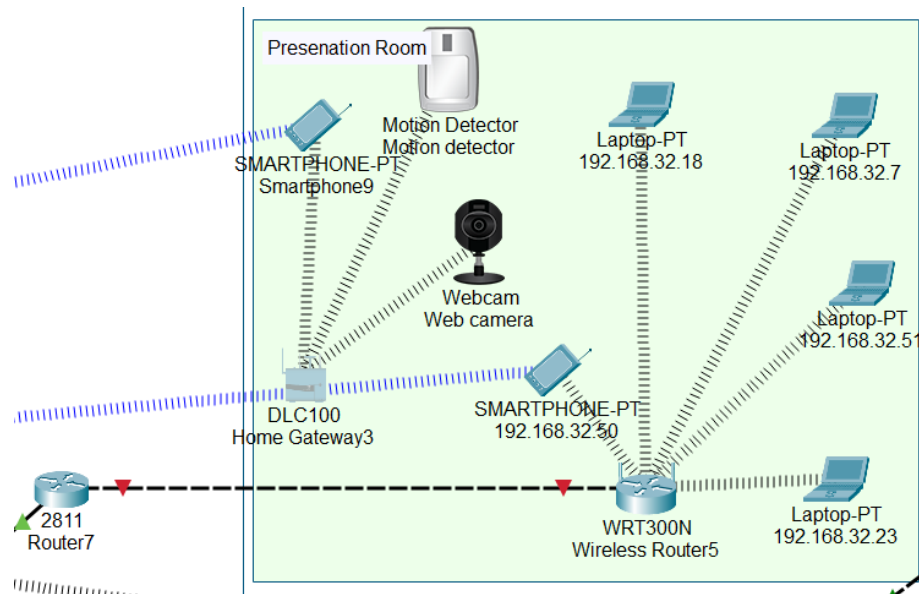 Presenation Room
Motion Detector
Motion detector
SMARTPHONE-PT
Smartphone9
Laptop-PT
192.168.32.18
Laptop-PT
192.168.32.7
Webcam
Web camera
Laptop-PT
192.168.32.51
DLC100
Home Gateway3
SMARTPHONE-PT
192.168.32.50
2811
Router7
WRT300N
Wireless Router5
Laptop-PT
192.168.32.23